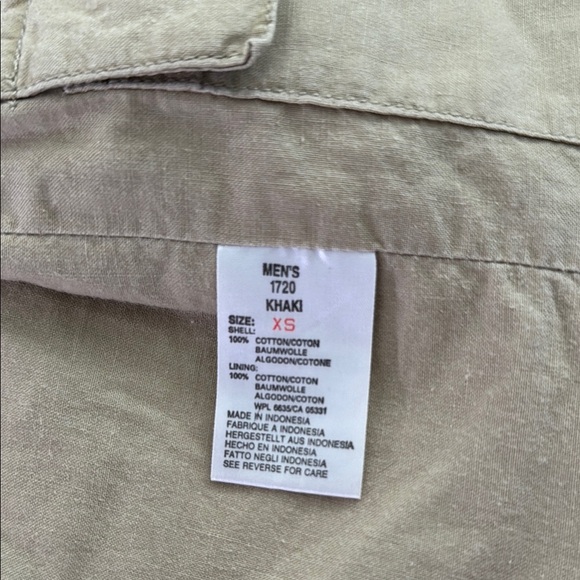 MEN'S
1720
KHAKI
SIZE: XS
SHELL:
100% COTTON/COTON
BAUMWOLLE
ALGODON/COTONE
LINING:
100% COTTON/COTON
BAUMWOLLE
ALGODON/COTON
WPL 6635/CA 05331
MADE IN INDONESIA
FABRIQUE A INDONESIA
HERGESTELLT AUS INDONESIA
HECHO EN INDONESIA
FATTO NEGLI INDONESIA
SEE REVERSE FOR CARE